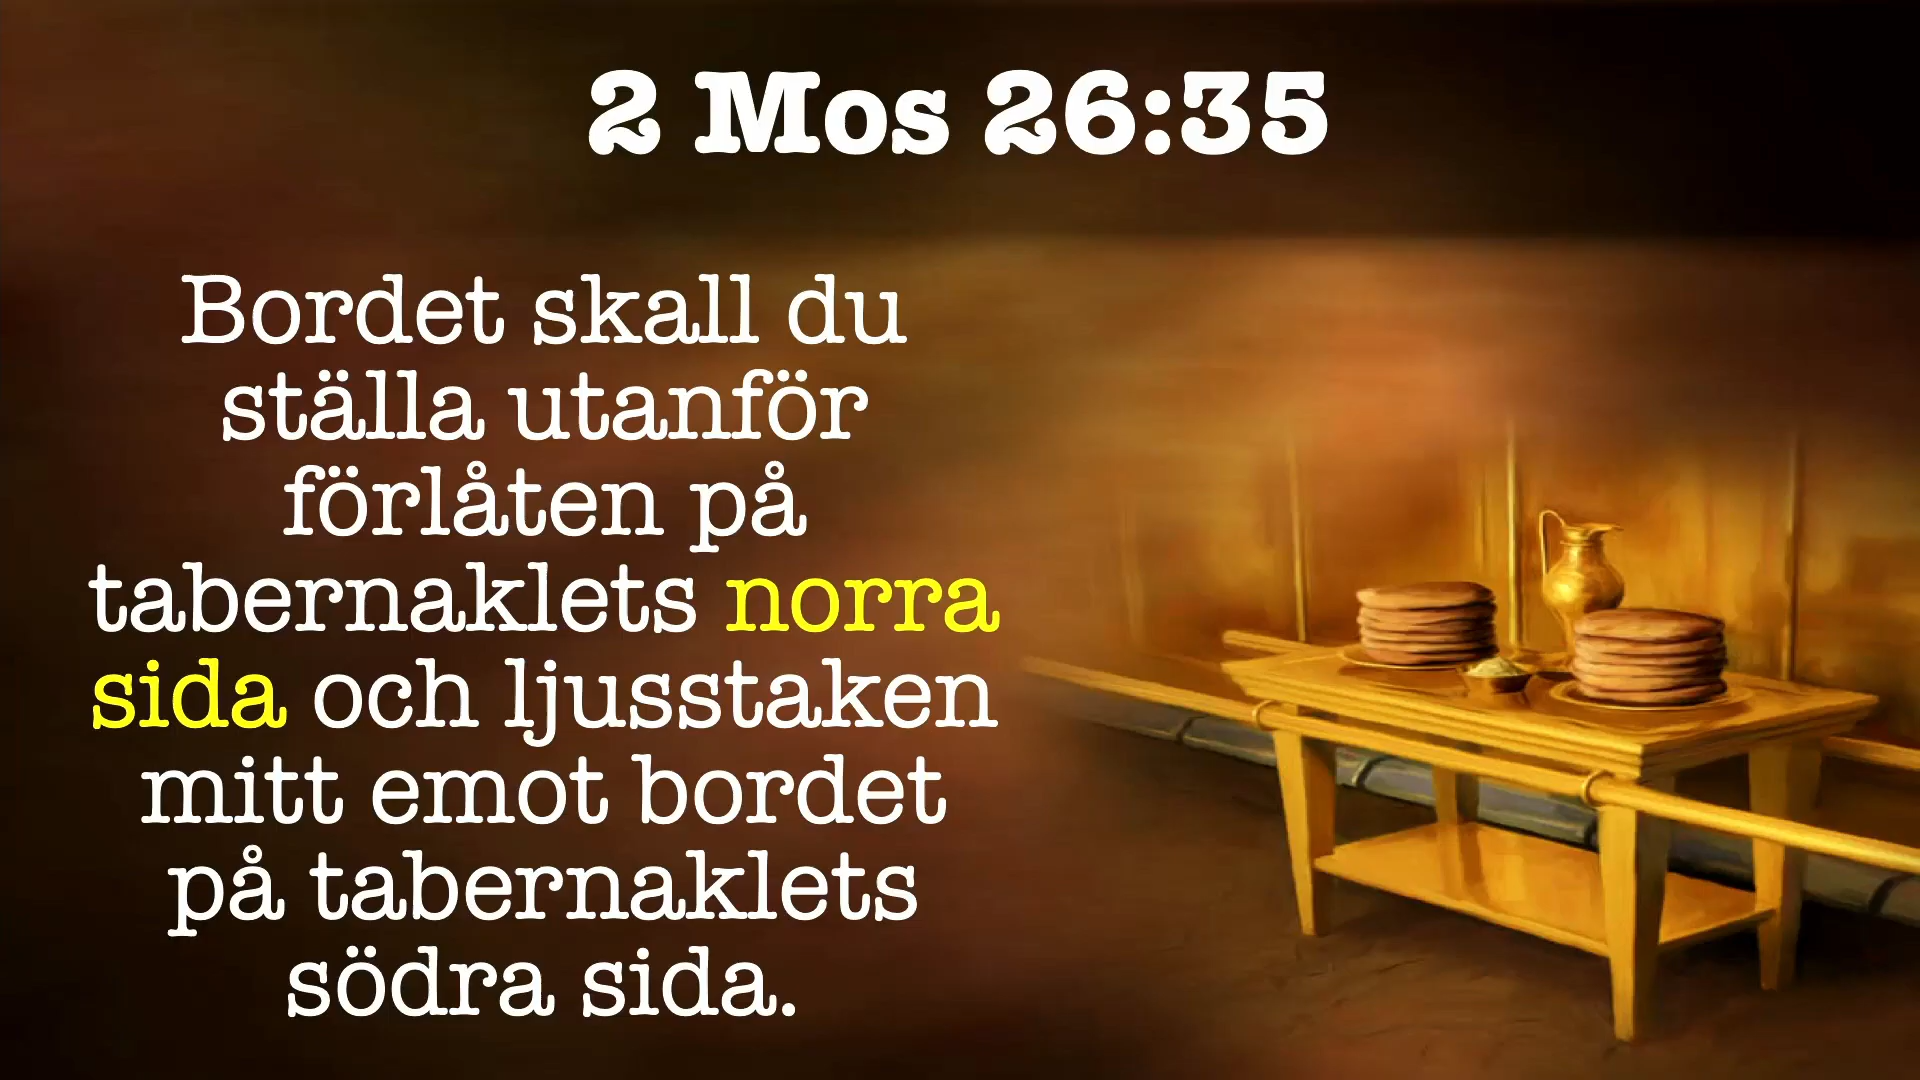 2 Mos 26:35
Bordet skall du
ställa utanför
förlåten på
tabernaklets norra
sida och ljusstaken
mitt emot bordet
på tabernaklets
södra sida.